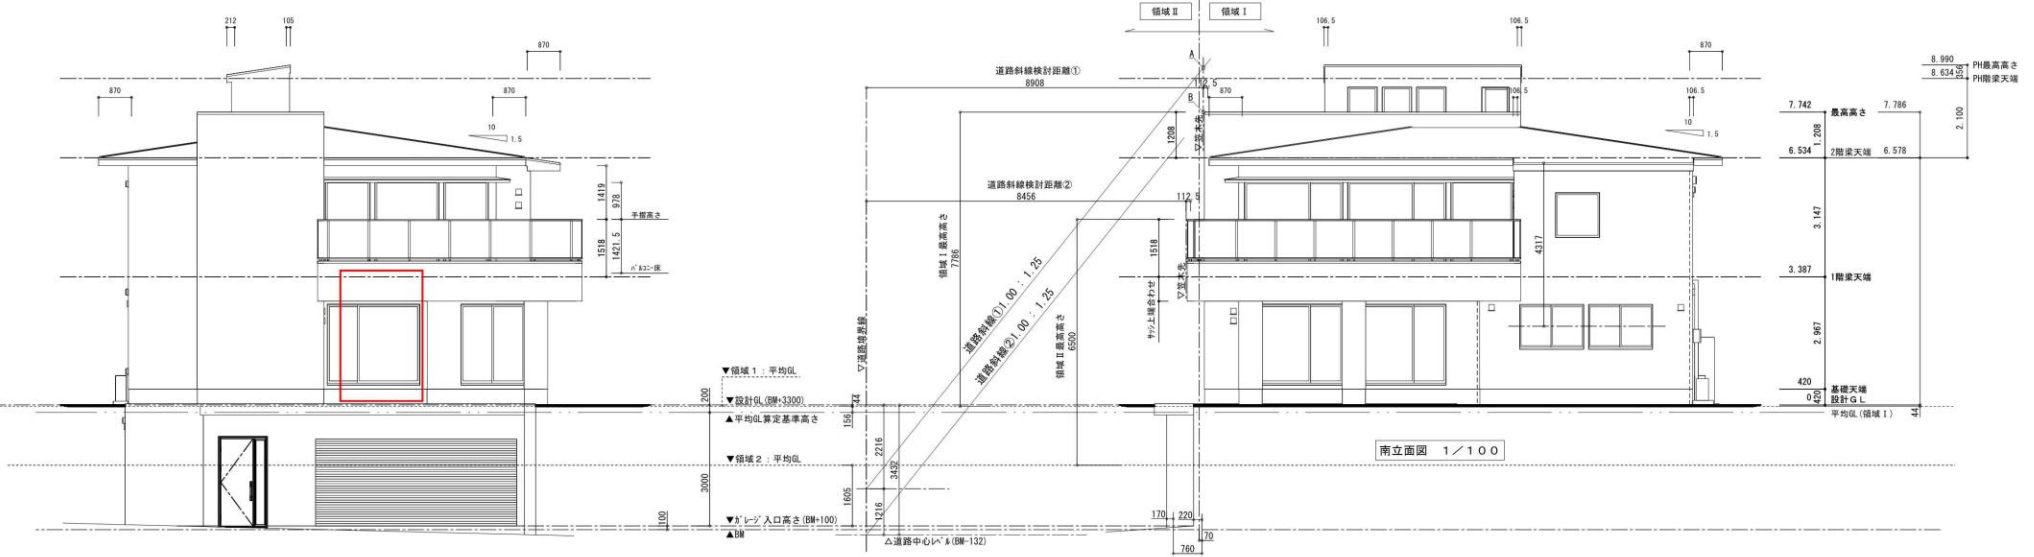 212
105
870
870
870
10
1.5
1419
978
手摺高さ
1518
1421.5
ﾊﾞﾙｺﾆｰ床
▼領域１：平均GL
200
▼設計GL(BM+3300)
▲平均GL算定基準高さ
▼領域２：平均GL
3000
▼ｶﾞﾚｰｼﾞ入口高さ(BM+100)
100
▲BM
領域Ⅱ
領域Ⅰ
A
道路斜線検討距離①
8908
112.5
B
870
1208
▽笠木先
道路斜線検討距離②
8456
112.5
領域Ⅰ最高高さ
7786
1518
▽笠木先
ｻｯｼ上端合わせ
道路斜線①1.00：1.25
道路斜線②1.00：1.25
領域Ⅱ最高高さ
6500
▽道路境界線
44
156
2216
3432
1605
1216
△道路中心ﾚﾍﾞﾙ(BM-132)
170
220
70
760
106.5
106.5
870
106.5
106.5
10
1.5
4317
8.990
PH最高高さ
356
8.634
PH階梁天端
7.742
最高高さ
7.786
1.208
2.100
6.534
2階梁天端
6.578
3.147
3.387
1階梁天端
2.967
420
基礎天端
0
420
設計ＧＬ
平均GL(領域Ⅰ)
44
南立面図　１／１００